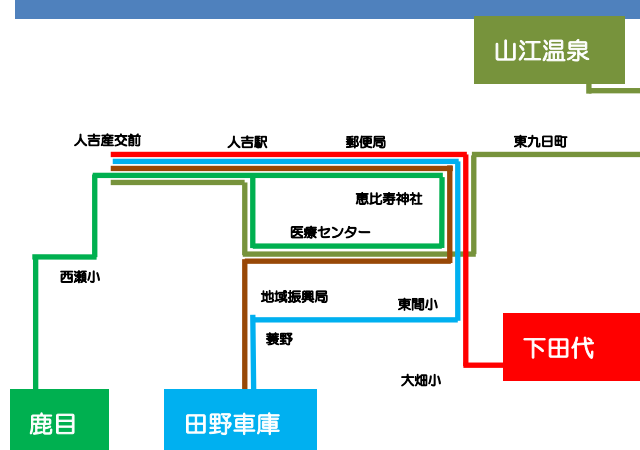 山江温泉
人吉産交前
人吉駅
郵便局
東九日町
恵比寿神社
医療センター
西瀬小
地域振興局
東間小
蓑野
下田代
大畑小
鹿目
田野車庫